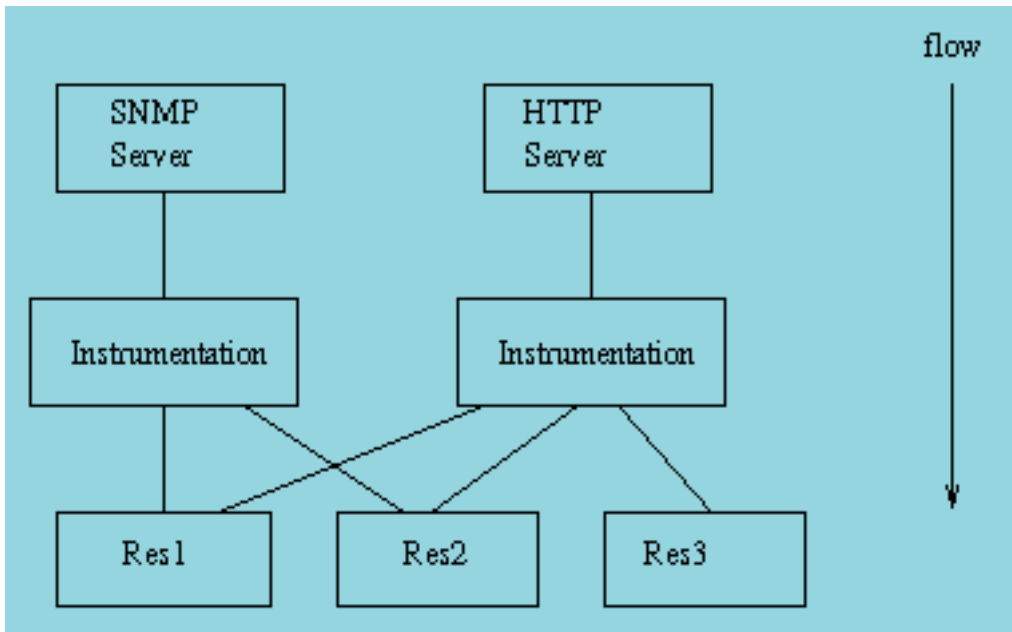 flow
SNMP
Server
HTTP
Server
Instrumentation
Instrumentation
Res1
Res2
Res3